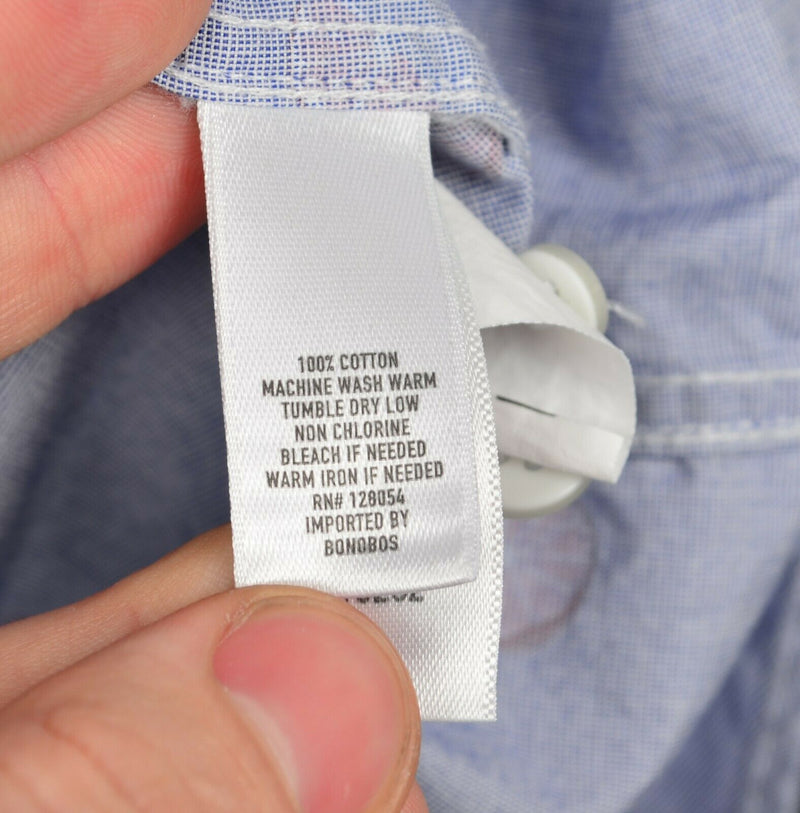 100% COTTON
MACHINE WASH WARM
TUMBLE DRY LOW
NON CHLORINE
BLEACH IF NEEDED
WARM IRON IF NEEDED
RN# 128054
IMPORTED BY
BONOBOS